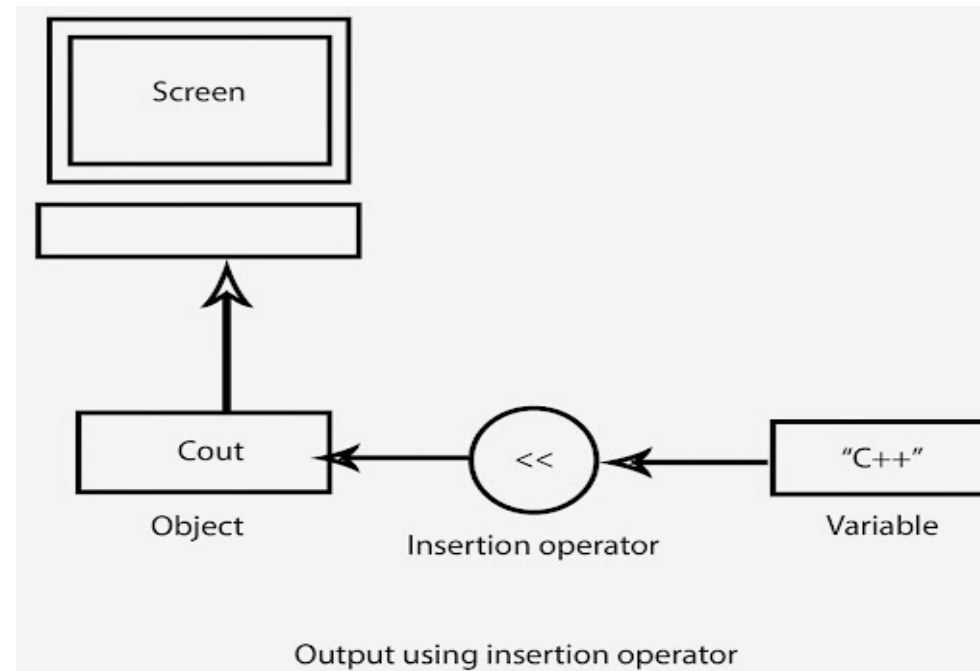 Screen
Cout
<<
“C++”
Object
Insertion operator
Variable
Output using insertion operator